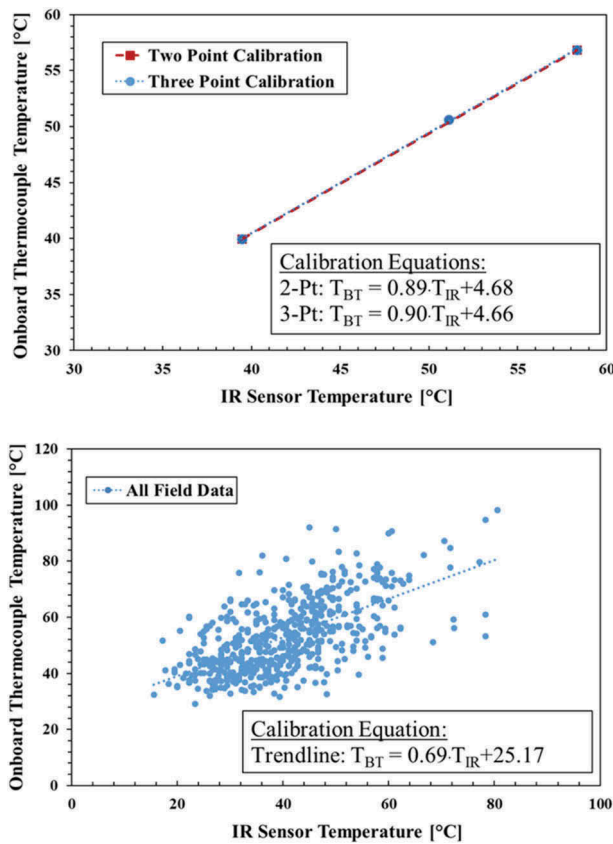 60
55
50
45
40
35
30
Onboard Thermocouple Temperature [°C]
Two Point Calibration
Three Point Calibration
Calibration Equations:
2-Pt: T_BT = 0.89·T_IR+4.68
3-Pt: T_BT = 0.90·T_IR+4.66
30 35 40 45 50 55 60
IR Sensor Temperature [°C]
120
100
80
60
40
20
0
Onboard Thermocouple Temperature [°C]
All Field Data
Calibration Equation:
Trendline: T_BT = 0.69·T_IR+25.17
0 20 40 60 80 100
IR Sensor Temperature [°C]